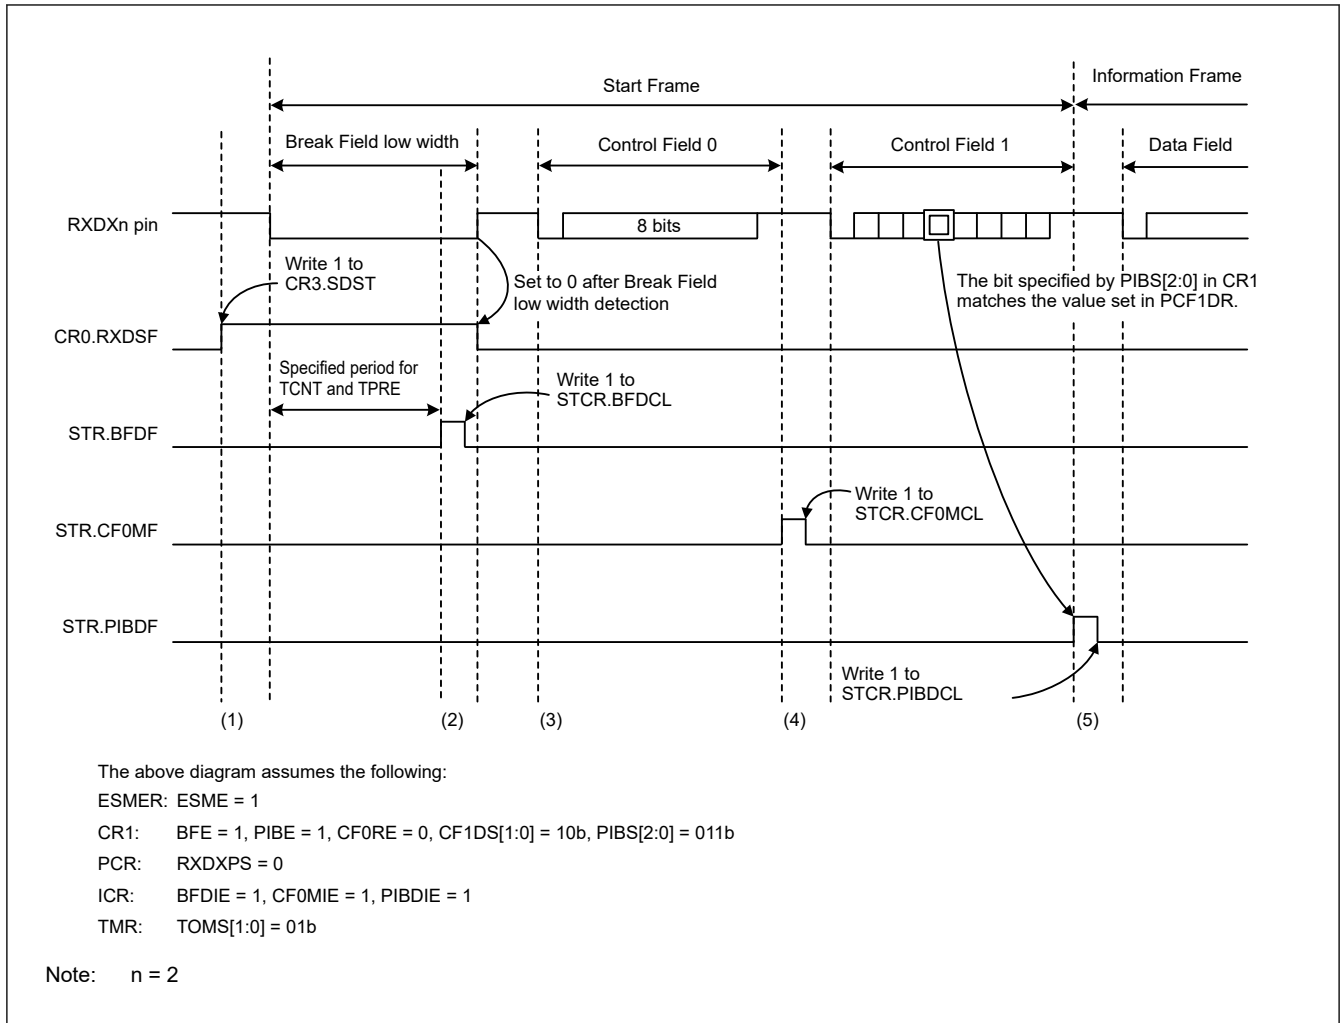 Start Frame
Information Frame
Break Field low width
Control Field 0
Control Field 1
Data Field
RXDXn pin
8 bits
Write 1 to
CR3.SDST
Set to 0 after Break Field
low width detection
The bit specified by PIBS[2:0] in CR1
matches the value set in PCF1DR.
CR0.RXDSF
Specified period for
TCNT and TPRE
Write 1 to
STCR.BFDCL
STR.BFDF
Write 1 to
STCR.CF0MCL
STR.CF0MF
STR.PIBDF
Write 1 to
STCR.PIBDCL
(1)
(2)
(3)
(4)
(5)
The above diagram assumes the following:
ESMER: ESME = 1
CR1: BFE = 1, PIBE = 1, CF0RE = 0, CF1DS[1:0] = 10b, PIBS[2:0] = 011b
PCR: RXDXPS = 0
ICR: BFDIE = 1, CF0MIE = 1, PIBDIE = 1
TMR: TOMS[1:0] = 01b
Note: n = 2